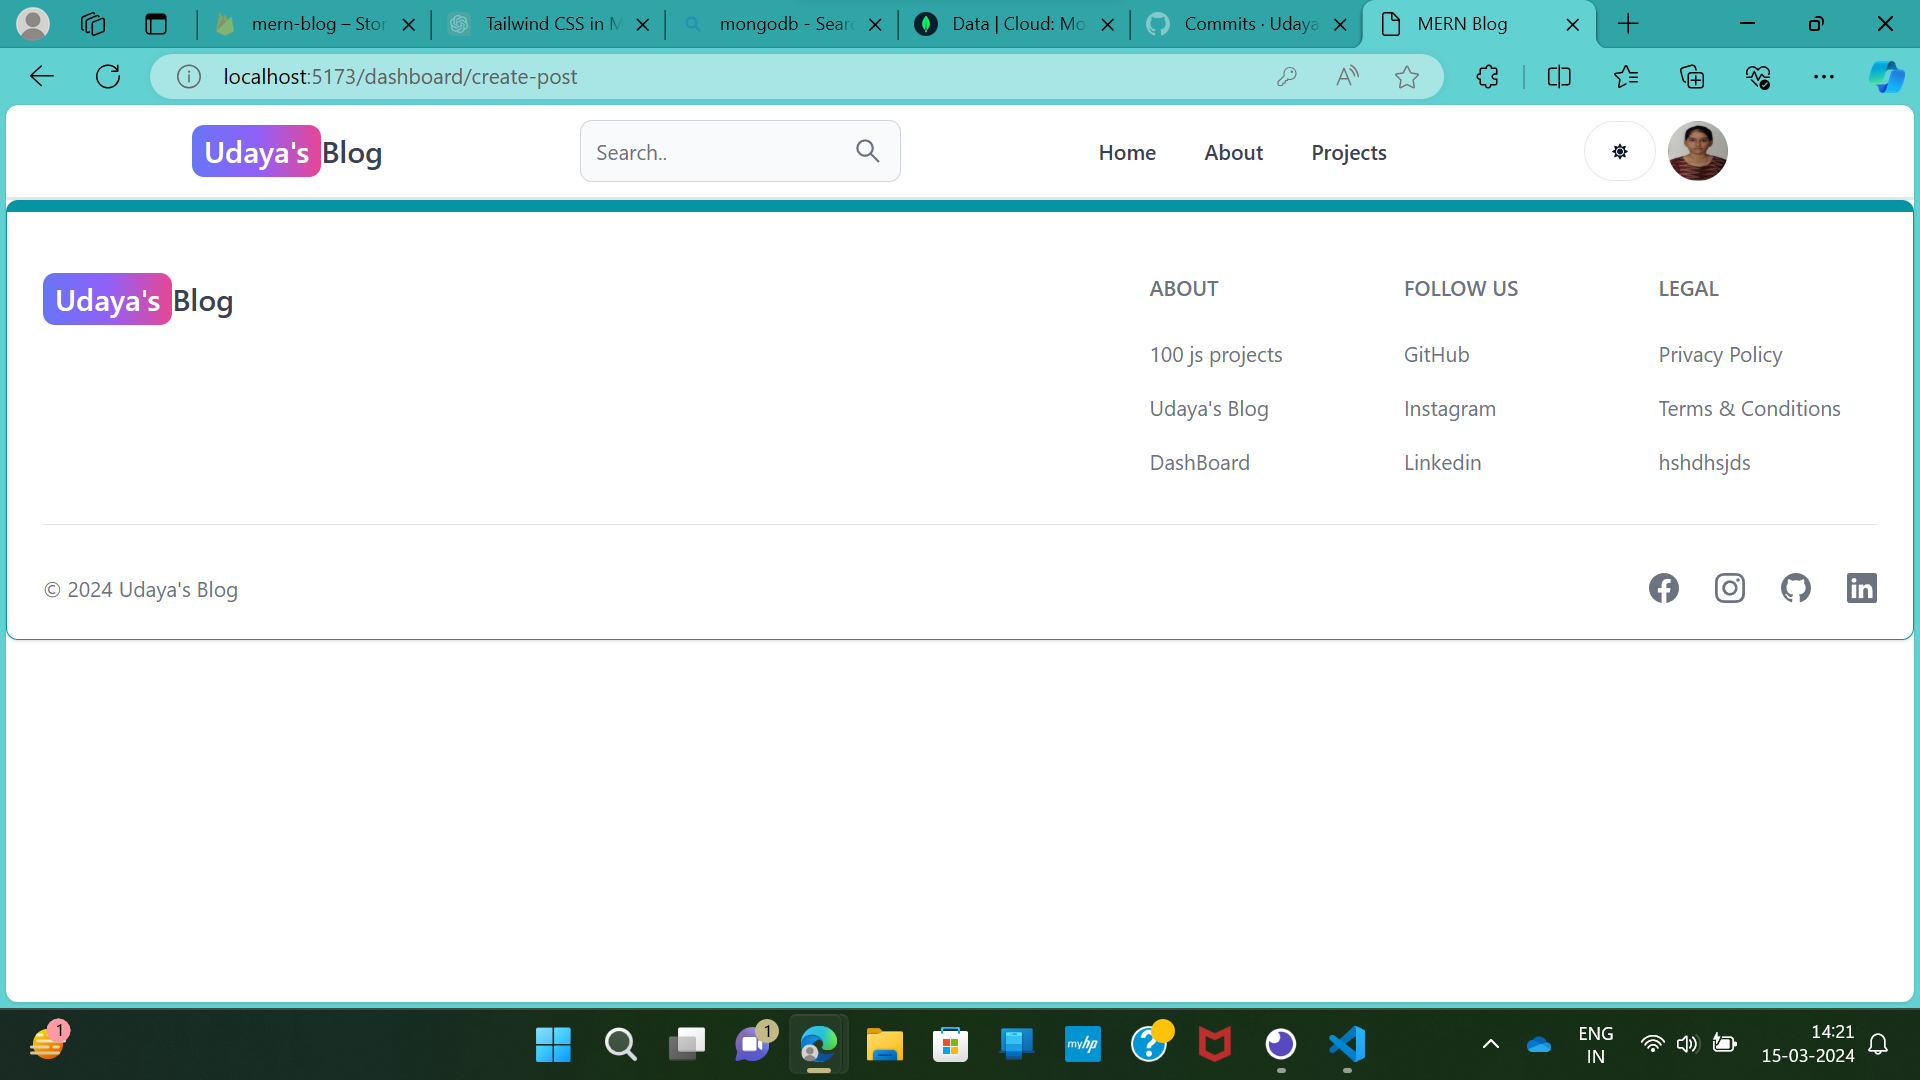 mern-blog – Stor
Tailwind CSS in M
mongodb - Searc
Data | Cloud: Mo
Commits · Udaya
MERN Blog
localhost:5173/dashboard/create-post
Udaya's Blog
Search..
Home
About
Projects
Udaya's Blog
ABOUT
100 js projects
Udaya's Blog
DashBoard
FOLLOW US
GitHub
Instagram
Linkedin
LEGAL
Privacy Policy
Terms & Conditions
hshdhsjds
© 2024 Udaya's Blog
1
1
myhp
ENG
IN
14:21
15-03-2024